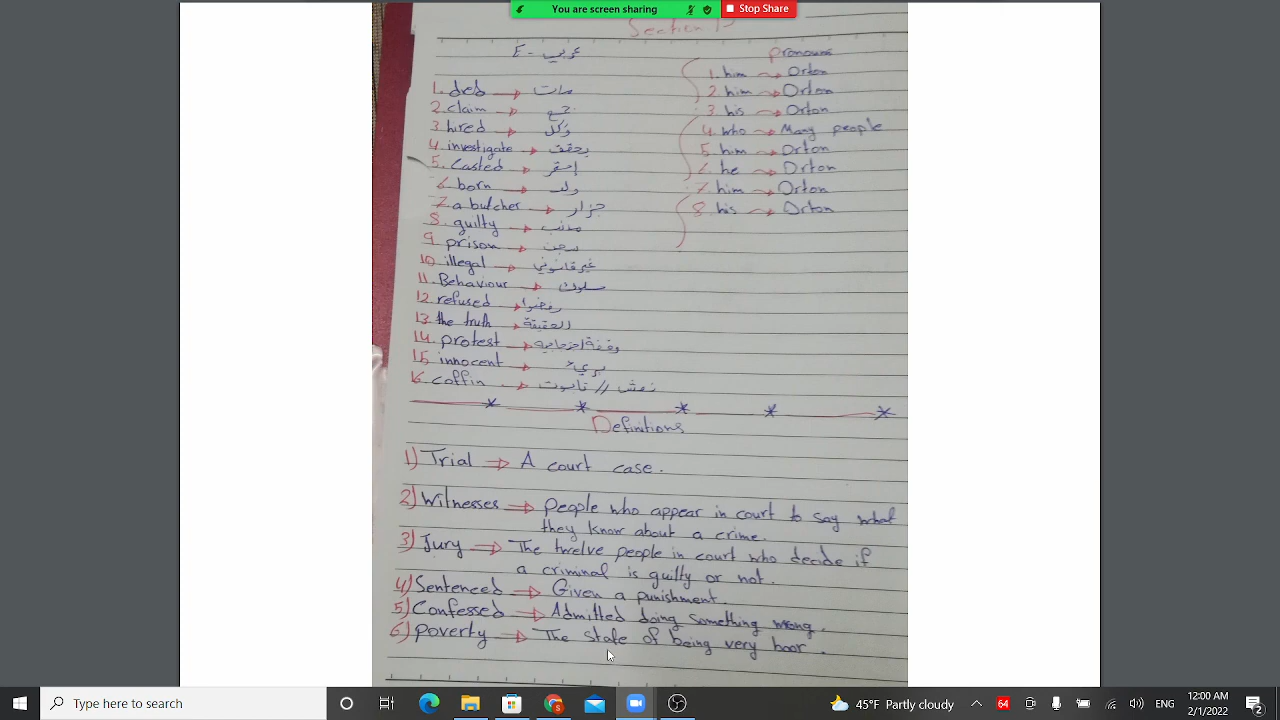 You are screen sharing
Stop Share
Section 13
E - عربي
1. ded → مات
2. claim →
3. hired → وكل
4. investigate → يحقق
5. Casted →
6. born → ولد
7. a butcher → جزار
8. guilty → مذنب
9. prison → سجن
10. illegal → غير قانوني
11. Behaviour → سلوك
12. refused → رفضوا
13. the truth → الحقيقة
14. protest → وقفة احتجاجية
15. innocent → بريء
16. coffin → نعش // تابوت
pronouns
1. him → Orton
2. him → Orton
3. his → Orton
4. who → Many people
5. him → Orton
6. he → Orton
7. him → Orton
8. his → Orton
Definitions
1) Trial ⇒ A court case.
2) Witnesses ⇒ people who appear in court to say what
they know about a crime.
3) Jury ⇒ The twelve people in court who decide if
a criminal is guilty or not.
4) Sentenced ⇒ Given a punishment.
5) Confessed ⇒ Admitted doing something wrong.
6) poverty ⇒ The state of being very poor.
Type here to search
45°F Partly cloudy
64
12:00 AM
2/1/2022